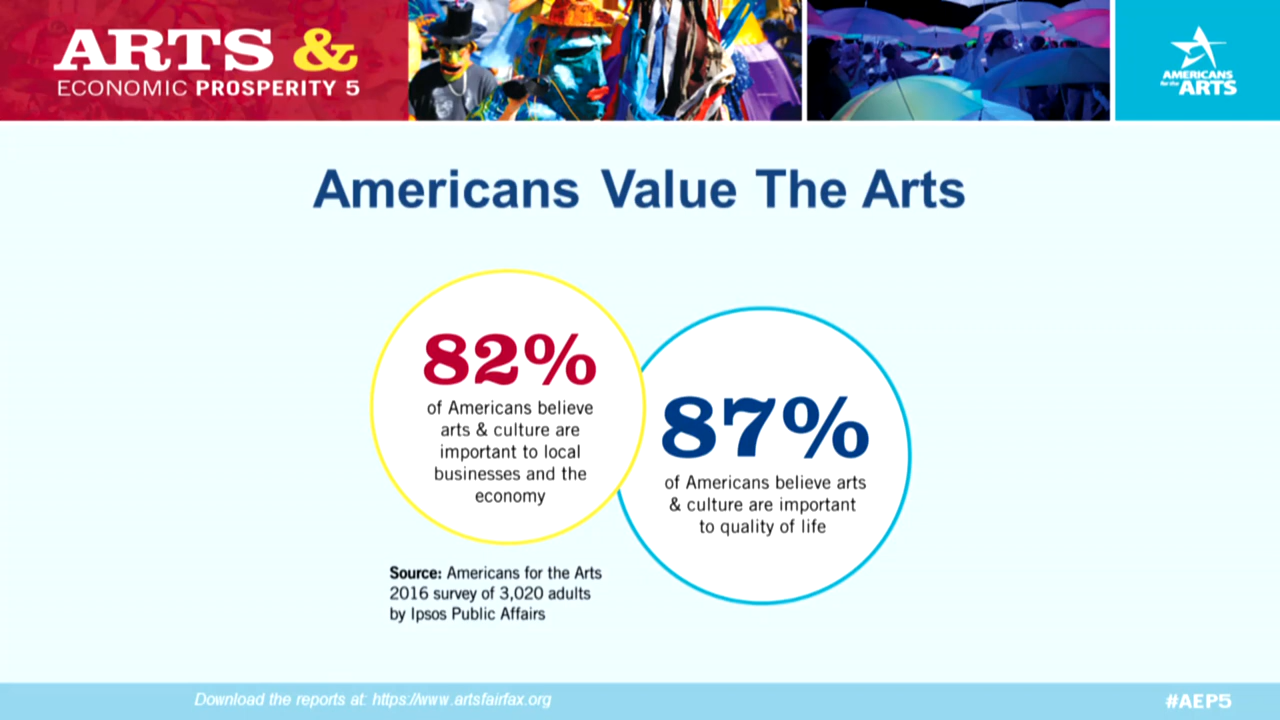 ARTS &
ECONOMIC PROSPERITY 5
AMERICANS
for the ARTS
Americans Value The Arts
82%
of Americans believe
arts & culture are
important to local
businesses and the
economy
87%
of Americans believe arts
& culture are important
to quality of life
Source: Americans for the Arts
2016 survey of 3,020 adults
by Ipsos Public Affairs
Download the reports at: https://www.artsfairfax.org
#AEP5